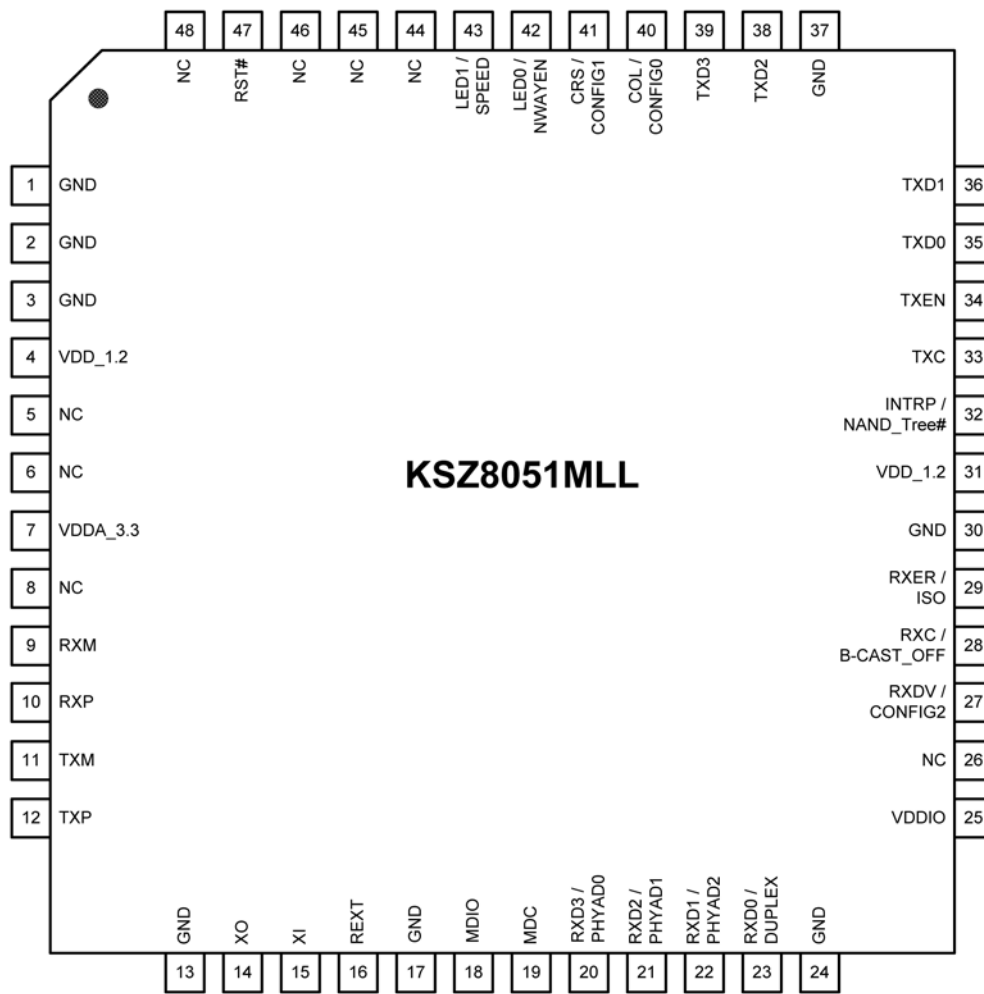 48 47 46 45 44 43 42 41 40 39 38 37
NC
RST#
NC
NC
NC
LED1 /
SPEED
LED0 /
NWAYEN
CRS /
CONFIG1
COL /
CONFIG0
TXD3
TXD2
GND
1 GND
2 GND
3 GND
4 VDD_1.2
5 NC
6 NC
7 VDDA_3.3
8 NC
9 RXM
10 RXP
11 TXM
12 TXP
KSZ8051MLL
TXD1 36
TXD0 35
TXEN 34
TXC 33
INTRP /
NAND_Tree# 32
VDD_1.2 31
GND 30
RXER /
ISO 29
RXC /
B-CAST_OFF 28
RXDV /
CONFIG2 27
NC 26
VDDIO 25
GND
XO
XI
REXT
GND
MDIO
MDC
RXD3 /
PHYAD0
RXD2 /
PHYAD1
RXD1 /
PHYAD2
RXD0 /
DUPLEX
GND
13 14 15 16 17 18 19 20 21 22 23 24